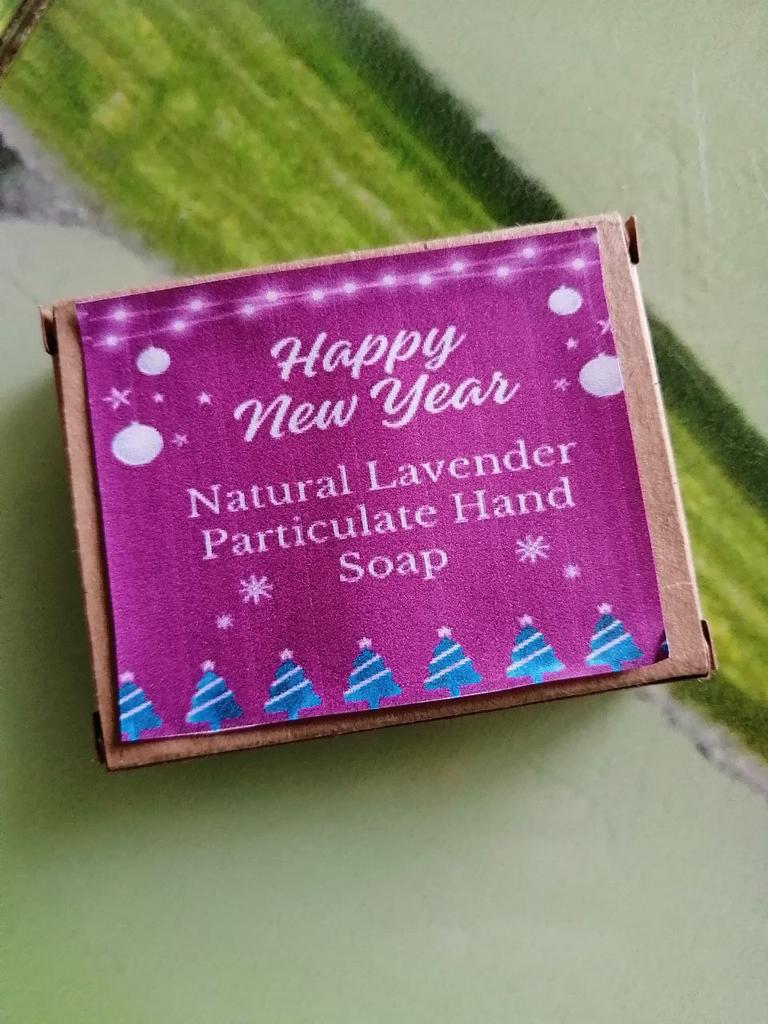 Happy
New Year
Natural Lavender
Particulate Hand
Soap